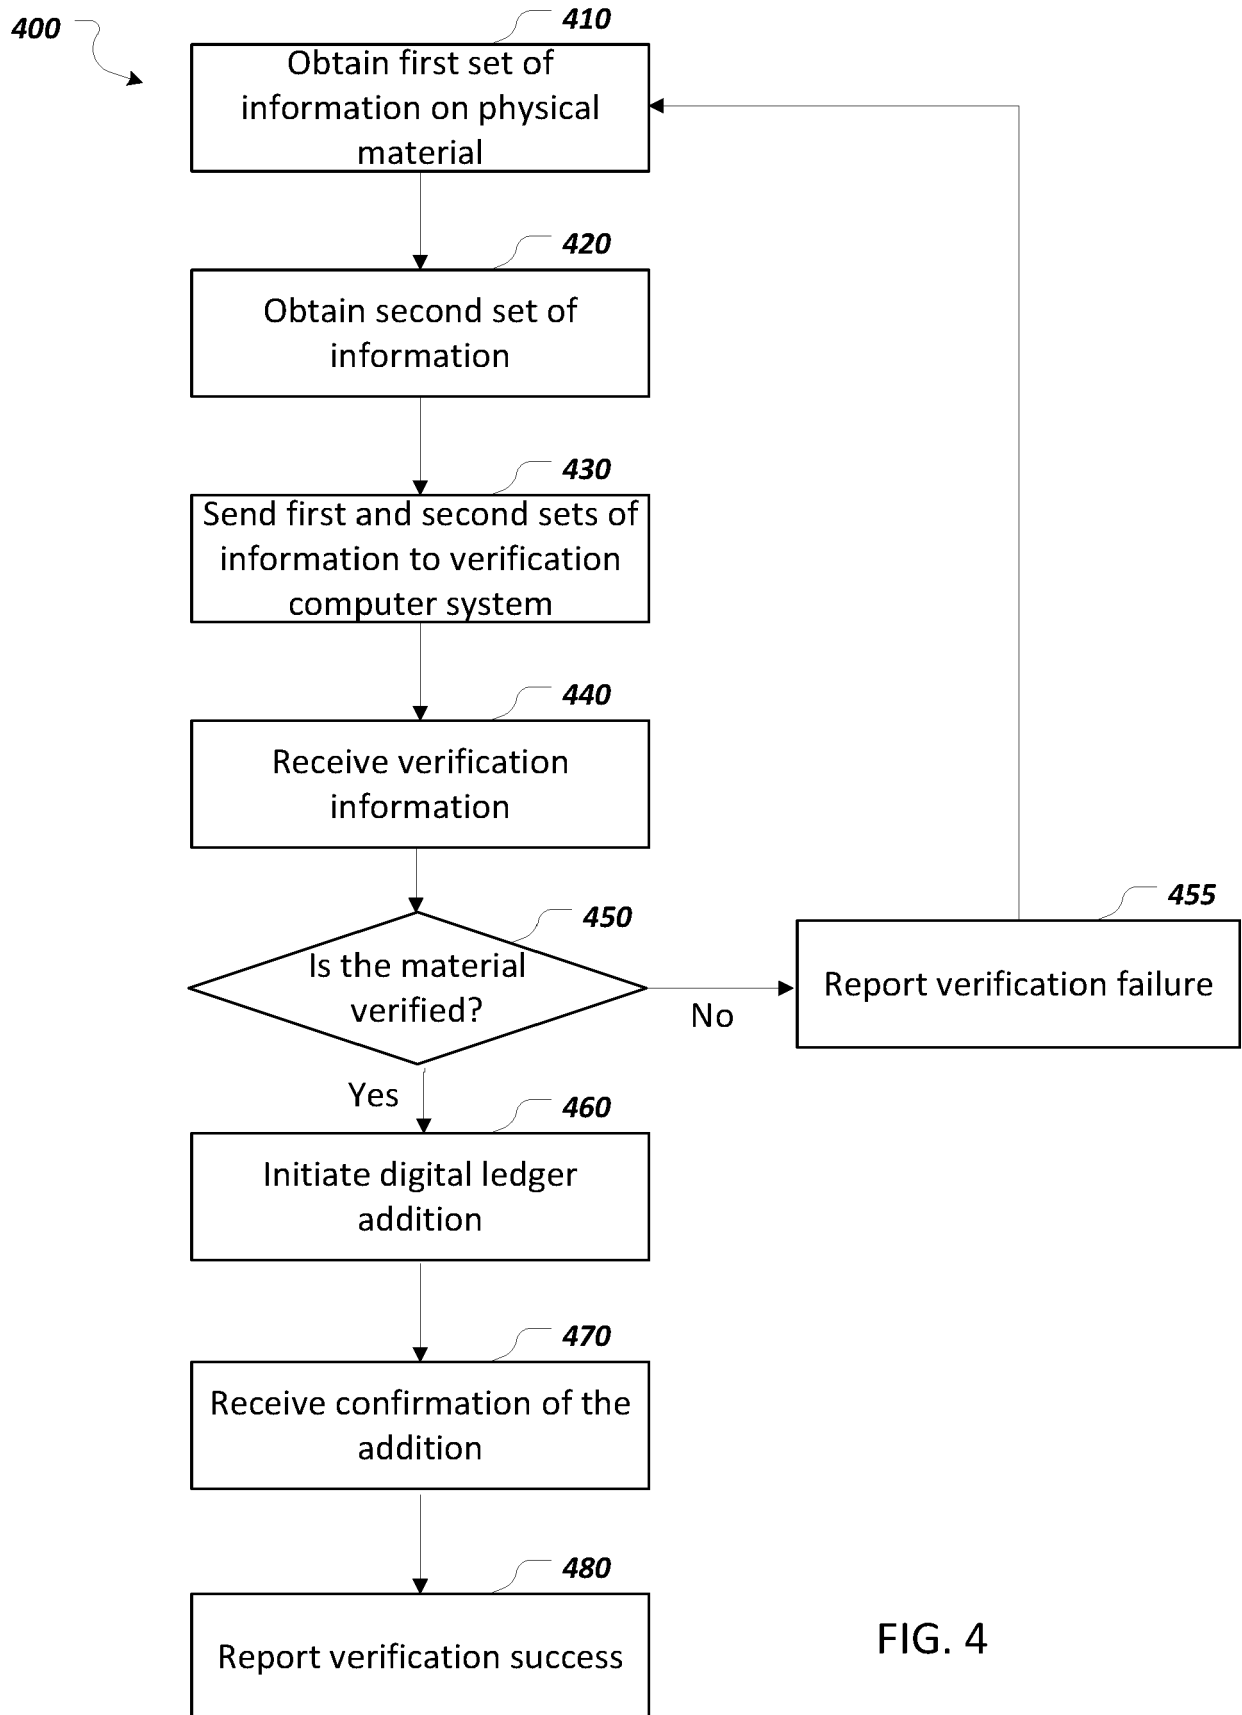 400
410
Obtain first set of
information on physical
material
420
Obtain second set of
information
430
Send first and second sets of
information to verification
computer system
440
Receive verification
information
450
Is the material
verified?
No
455
Report verification failure
Yes
460
Initiate digital ledger
addition
470
Receive confirmation of the
addition
480
Report verification success
FIG. 4